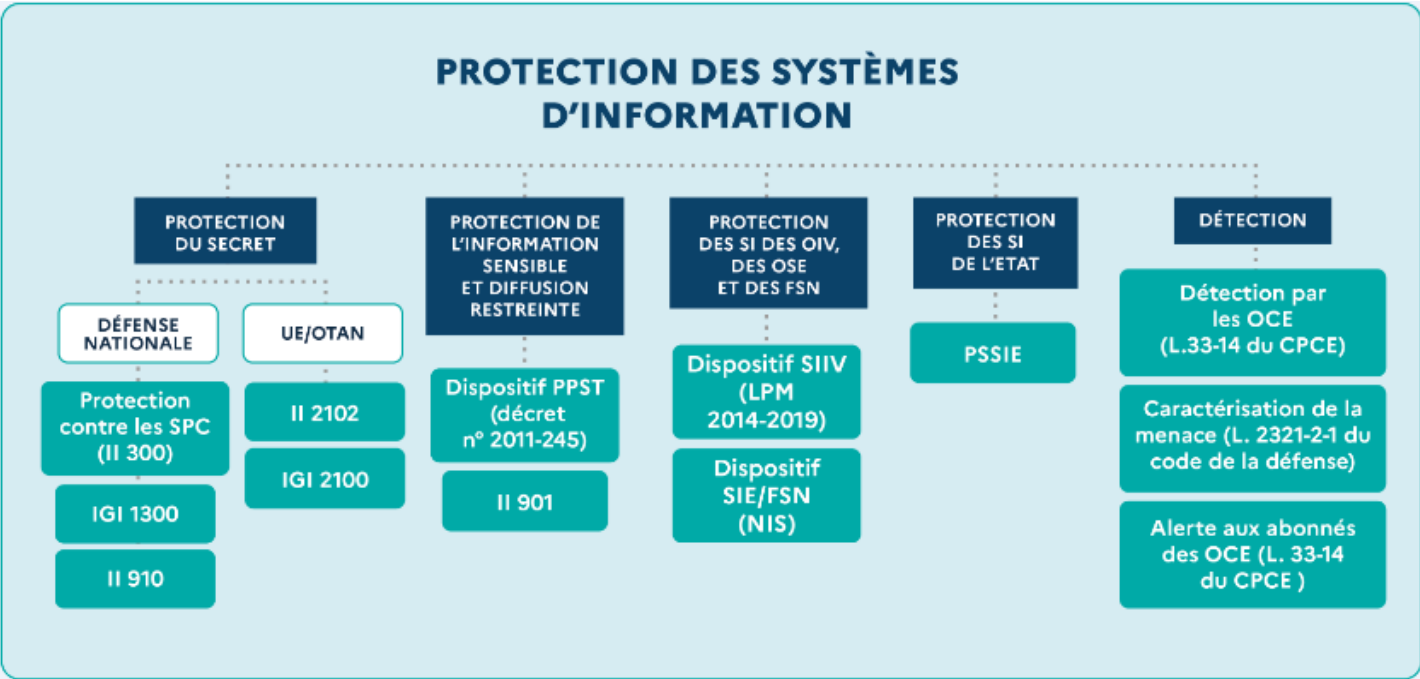 PROTECTION DES SYSTÈMES
D'INFORMATION
PROTECTION
DU SECRET
DÉFENSE
NATIONALE
Protection
contre les SPC
(II 300)
IGI 1300
II 910
UE/OTAN
II 2102
IGI 2100
PROTECTION DE
L'INFORMATION
SENSIBLE
ET DIFFUSION
RESTREINTE
Dispositif PPST
(décret
n° 2011-245)
II 901
PROTECTION
DES SI DES OIV,
DES OSE
ET DES FSN
Dispositif SIIV
(LPM
2014-2019)
Dispositif
SIE/FSN
(NIS)
PROTECTION
DES SI
DE L'ETAT
PSSIE
DÉTECTION
Détection par
les OCE
(L.33-14 du CPCE)
Caractérisation de la
menace (L. 2321-2-1 du
code de la défense)
Alerte aux abonnés
des OCE (L. 33-14
du CPCE )